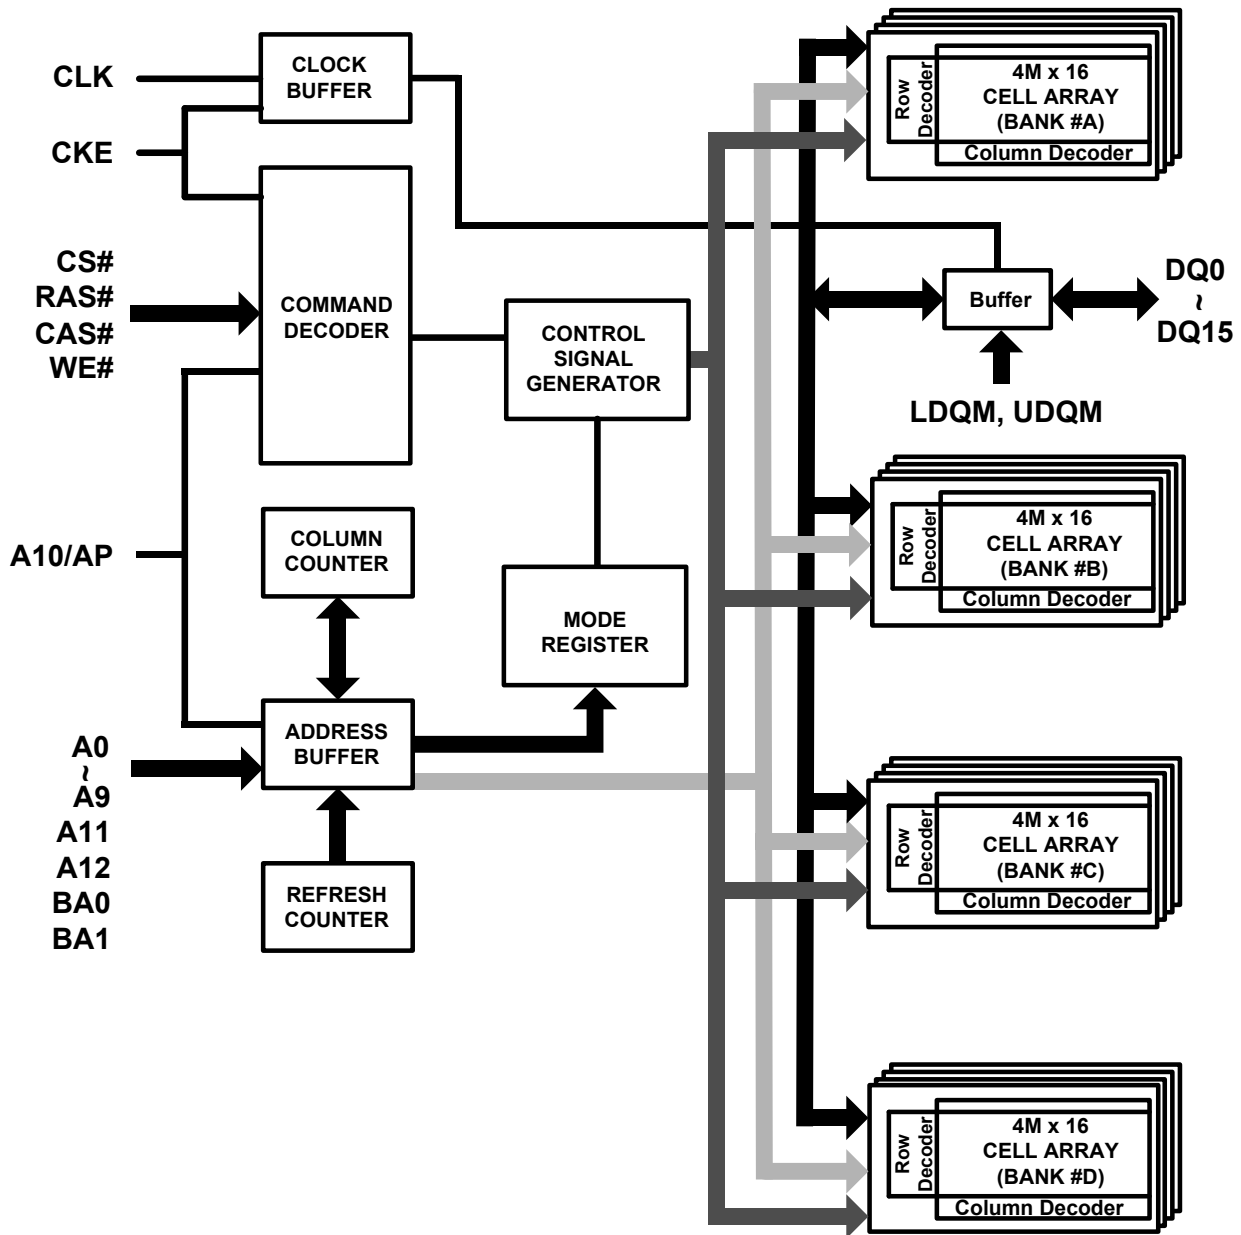 CLK
CKE
CS#
RAS#
CAS#
WE#
A10/AP
A0
~
A9
A11
A12
BA0
BA1
CLOCK
BUFFER
COMMAND
DECODER
COLUMN
COUNTER
ADDRESS
BUFFER
REFRESH
COUNTER
CONTROL
SIGNAL
GENERATOR
MODE
REGISTER
Row
Decoder
4M x 16
CELL ARRAY
(BANK #A)
Column Decoder
Buffer
DQ0
~
DQ15
LDQM, UDQM
Row
Decoder
4M x 16
CELL ARRAY
(BANK #B)
Column Decoder
Row
Decoder
4M x 16
CELL ARRAY
(BANK #C)
Column Decoder
Row
Decoder
4M x 16
CELL ARRAY
(BANK #D)
Column Decoder